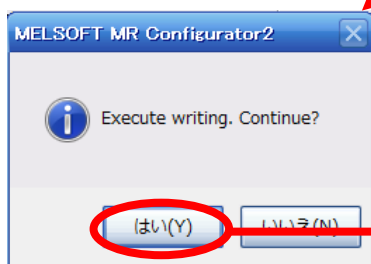 MELSOFT MR Configurator2
Execute writing. Continue?
はい(Y)
いいえ(N)